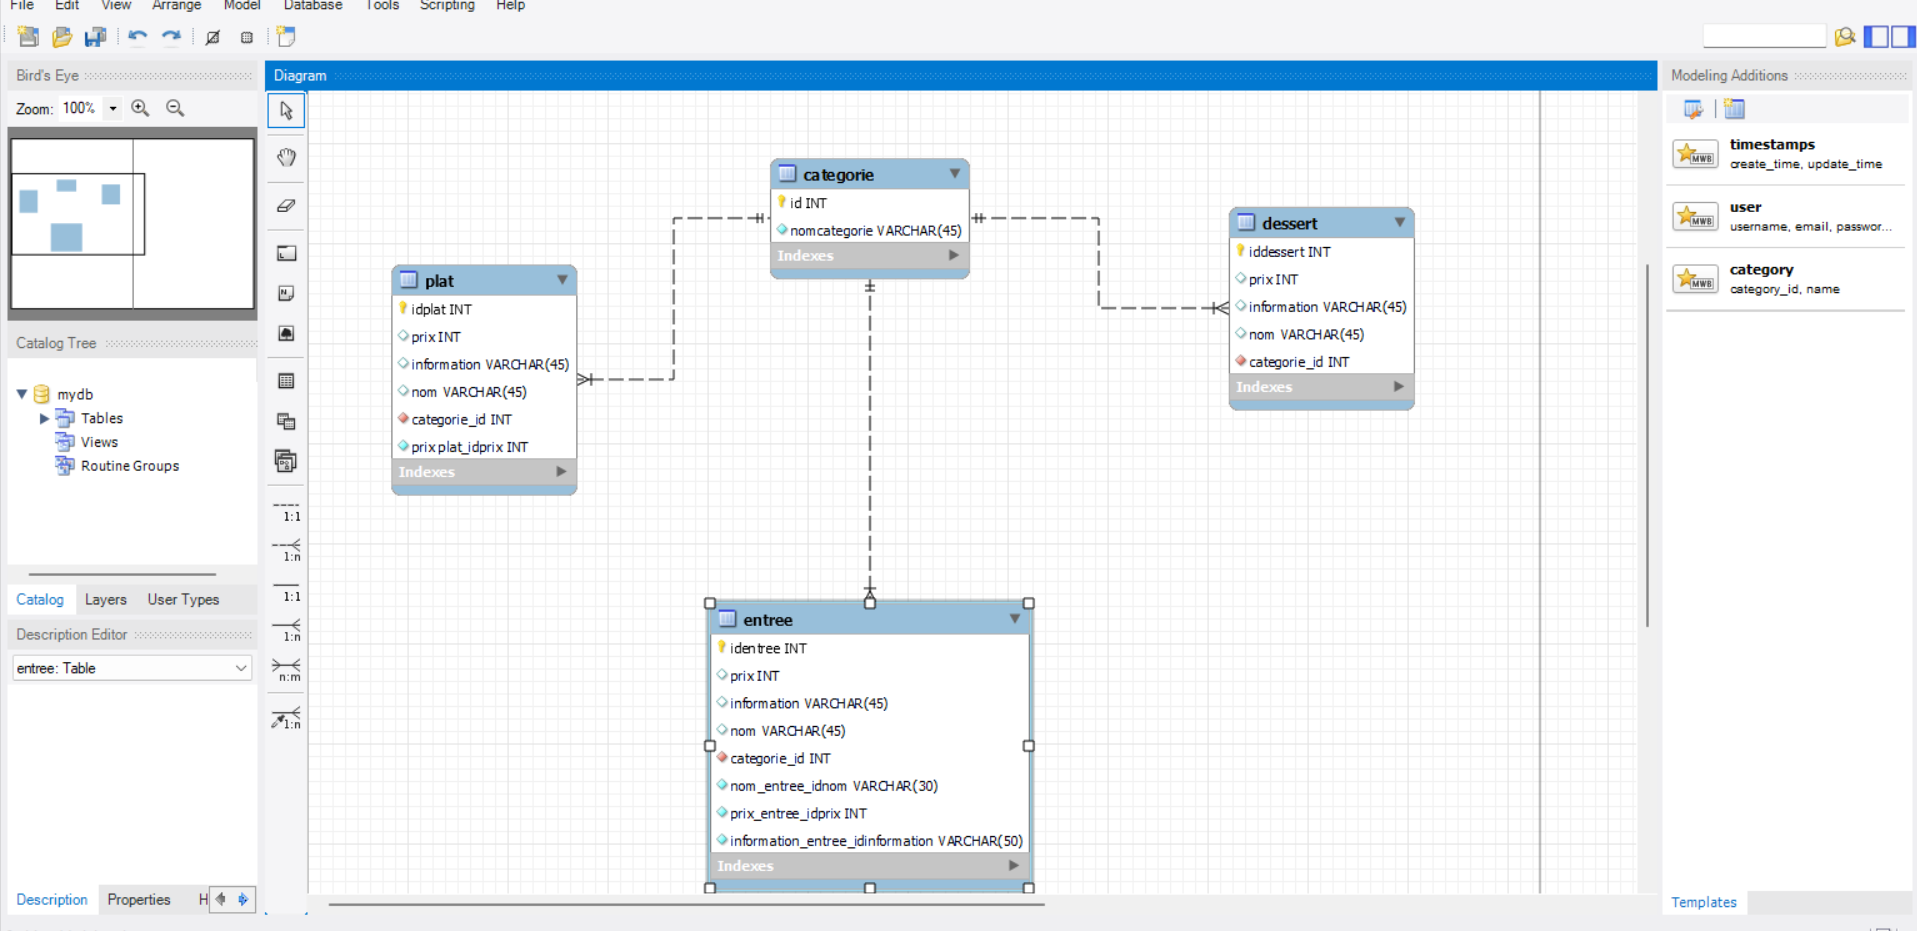 File Edit View Arrange Model Database Tools Scripting Help
Bird's Eye
Zoom: 100%
Catalog Tree
mydb
Tables
Views
Routine Groups
Catalog Layers User Types
Description Editor
entree: Table
Description Properties H
Diagram
1:1
1:n
1:1
1:n
n:m
1:n
plat
idplat INT
prix INT
information VARCHAR(45)
nom VARCHAR(45)
categorie_id INT
prixplat_idprix INT
Indexes
categorie
id INT
nomcategorie VARCHAR(45)
Indexes
dessert
iddessert INT
prix INT
information VARCHAR(45)
nom VARCHAR(45)
categorie_id INT
Indexes
entree
identree INT
prix INT
information VARCHAR(45)
nom VARCHAR(45)
categorie_id INT
nom_entree_idnom VARCHAR(30)
prix_entree_idprix INT
information_entree_idinformation VARCHAR(50)
Indexes
Modeling Additions
MWB
timestamps
create_time, update_time
MWB
user
username, email, passwor...
MWB
category
category_id, name
Templates